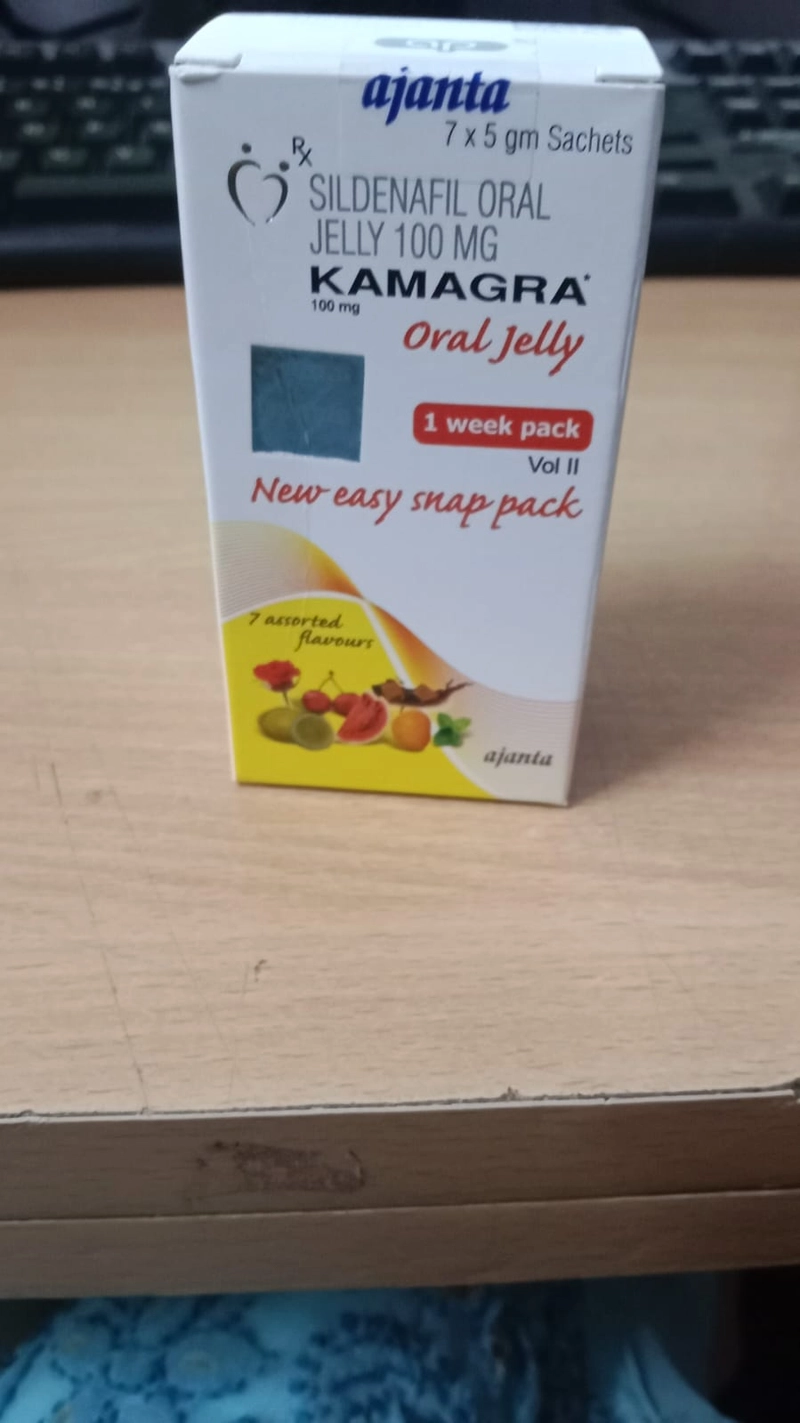 ajanta
7 x 5 gm Sachets
Rx
SILDENAFIL ORAL
JELLY 100 MG
KAMAGRA*
100 mg
Oral Jelly
1 week pack
Vol II
New easy snap pack
7 assorted
flavours
ajanta